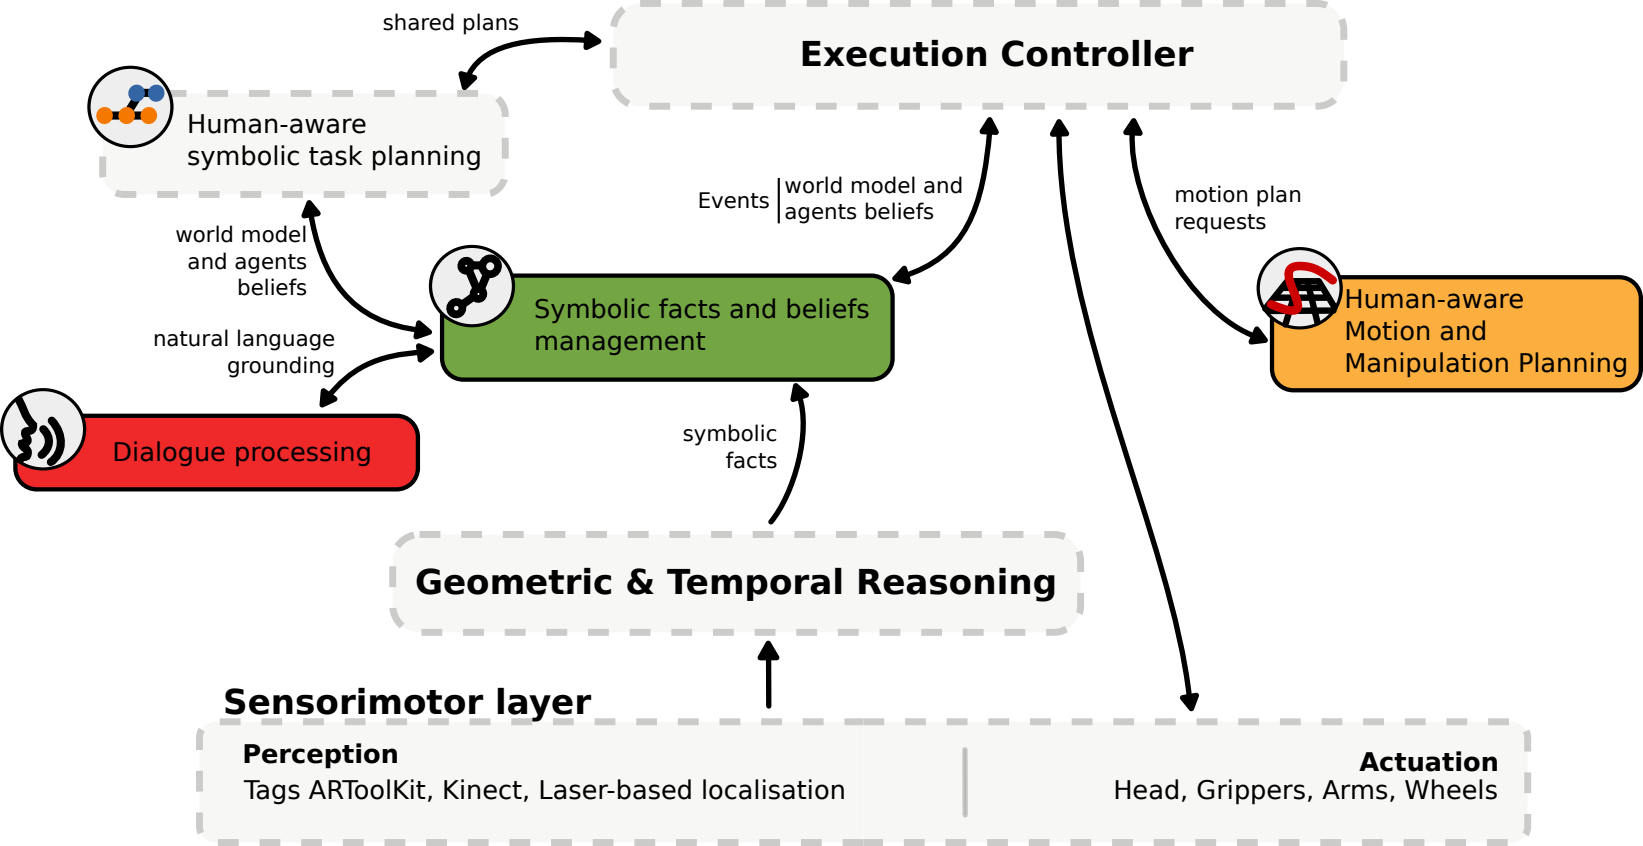 shared plans
Execution Controller
Human-aware
symbolic task planning
Events
world model and
agents beliefs
motion plan
requests
world model
and agents
beliefs
natural language
grounding
Symbolic facts and beliefs
management
Human-aware
Motion and
Manipulation Planning
Dialogue processing
symbolic
facts
Geometric & Temporal Reasoning
Sensorimotor layer
Perception
Tags ARToolKit, Kinect, Laser-based localisation
Actuation
Head, Grippers, Arms, Wheels